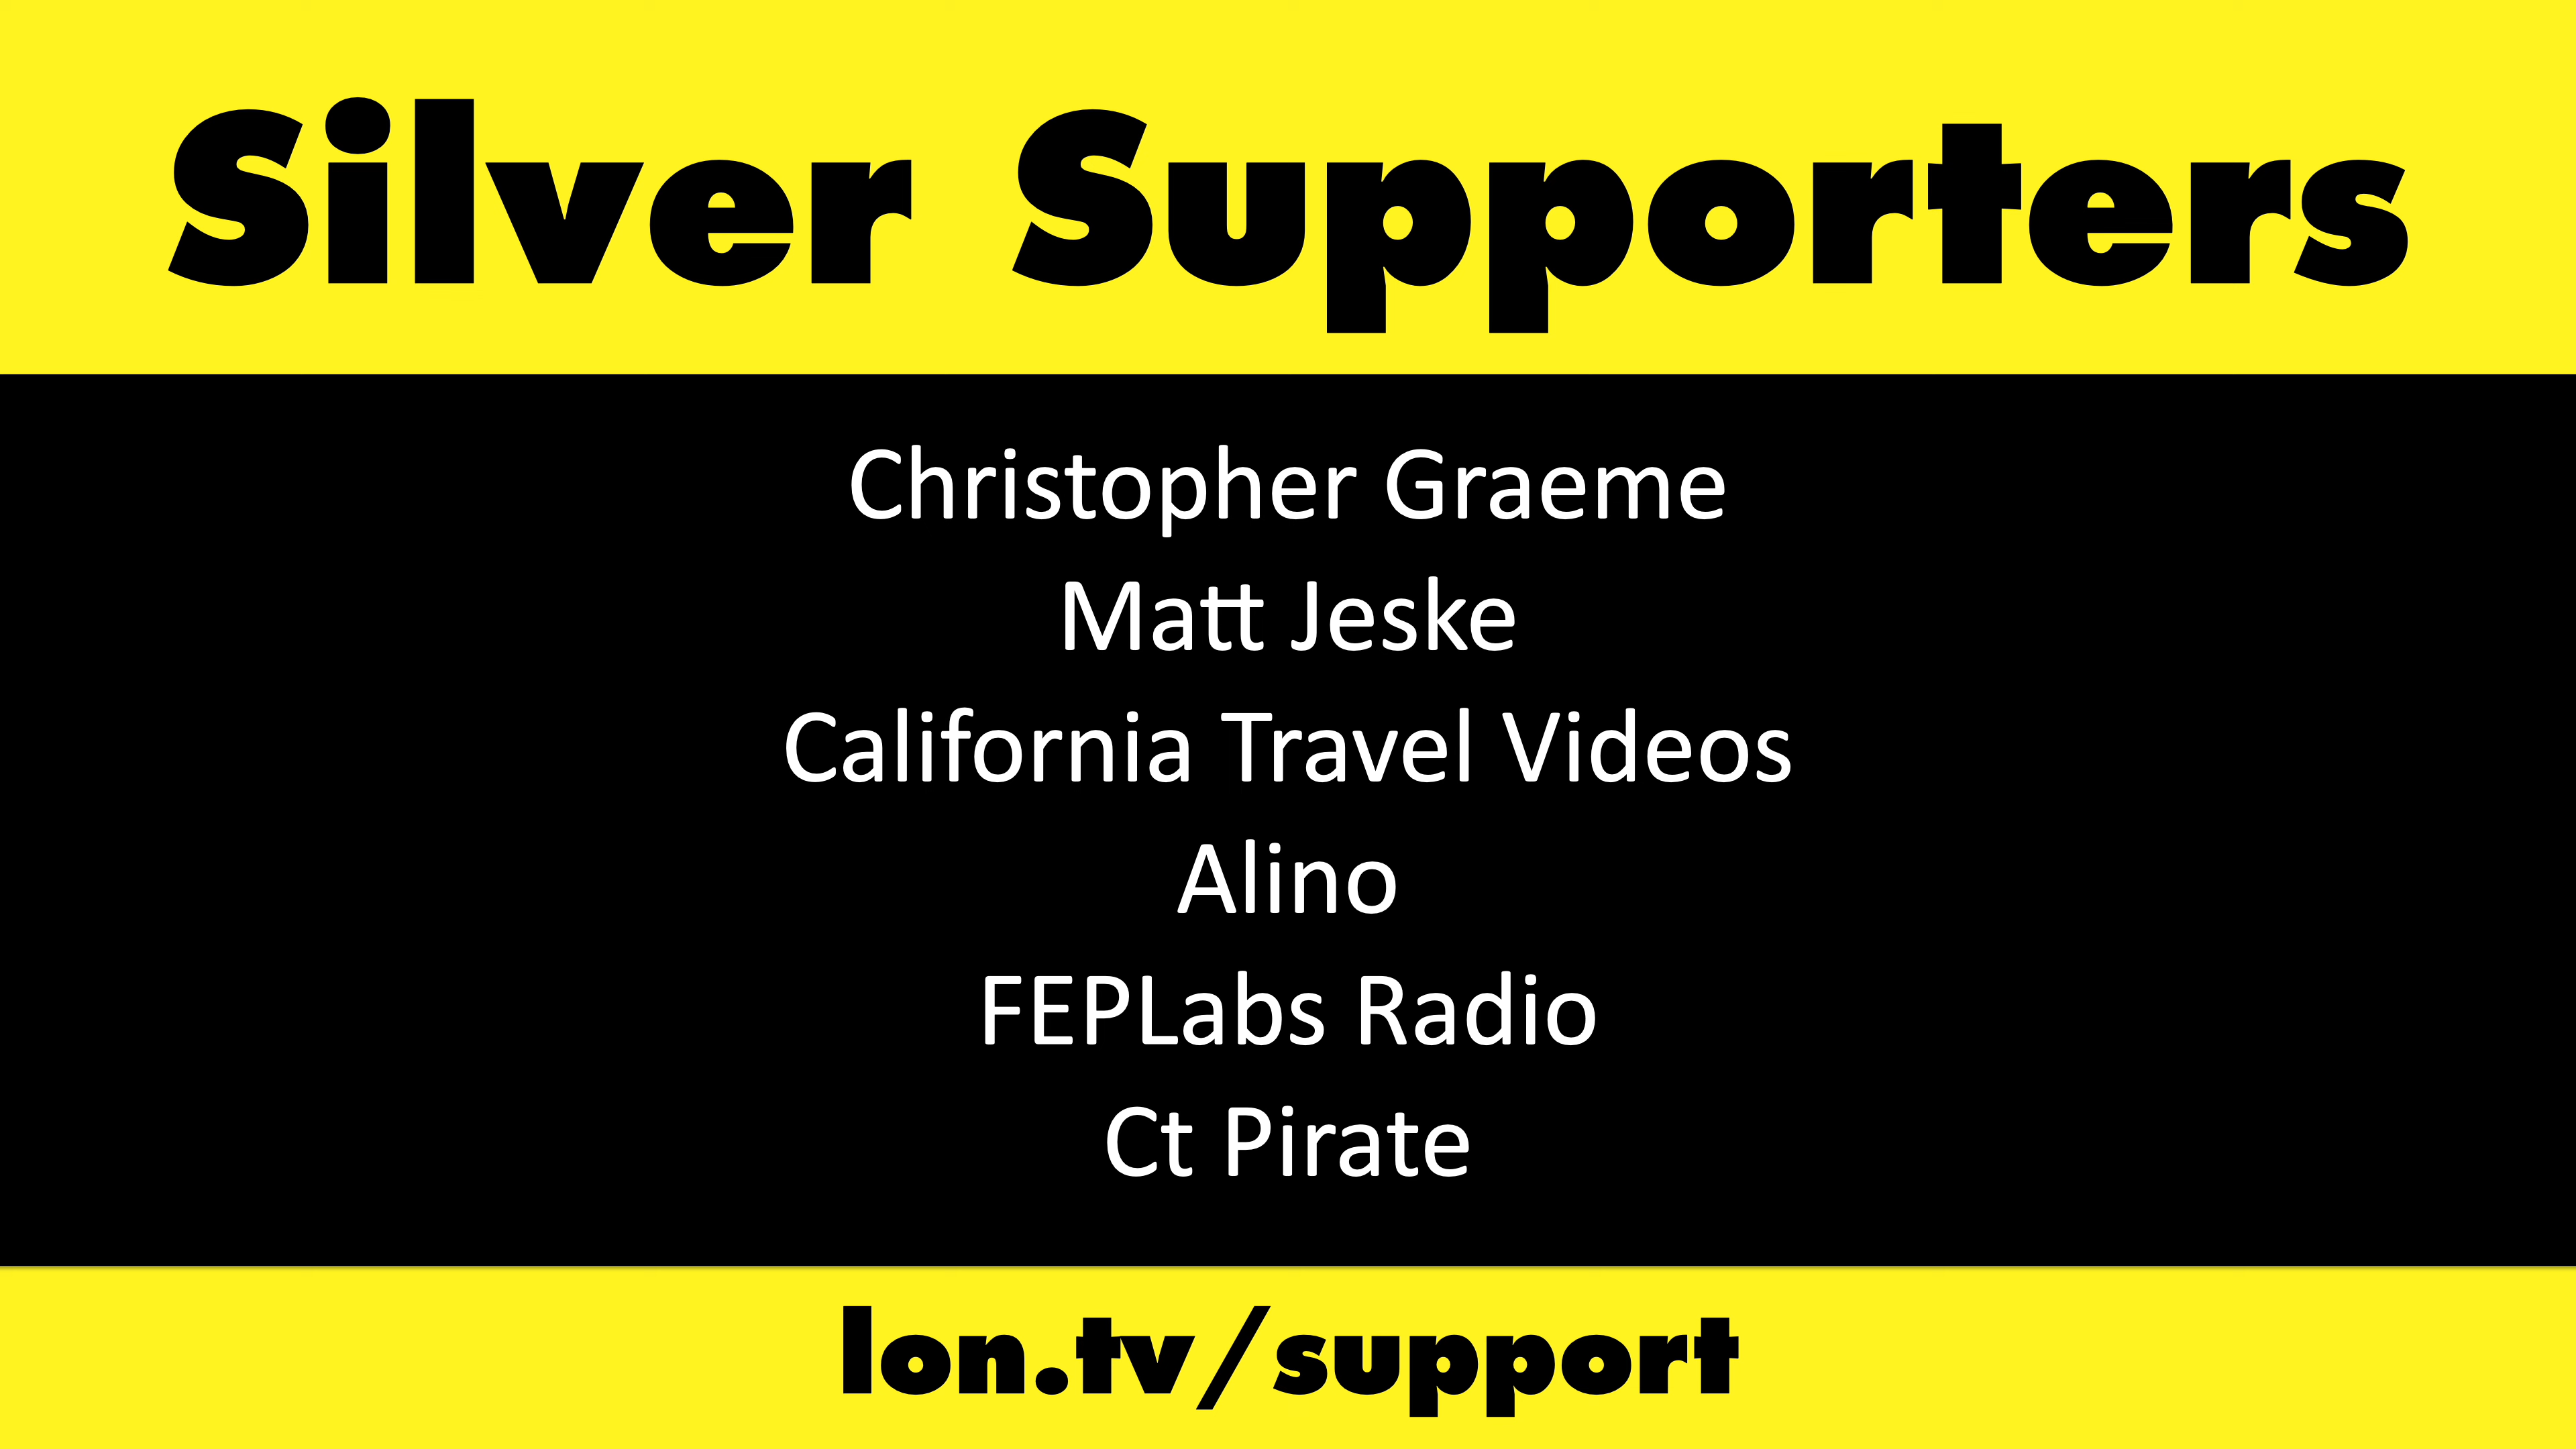 Silver Supporters
Christopher Graeme
Matt Jeske
California Travel Videos
Alino
FEPLabs Radio
Ct Pirate
lon.tv/support